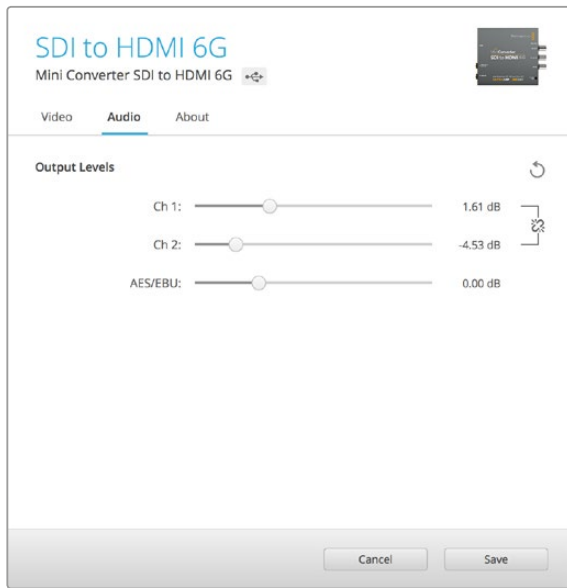 SDI to HDMI 6G
Mini Converter SDI to HDMI 6G
Video Audio About
Output Levels
Ch 1: 1.61 dB
Ch 2: -4.53 dB
AES/EBU: 0.00 dB
Cancel Save